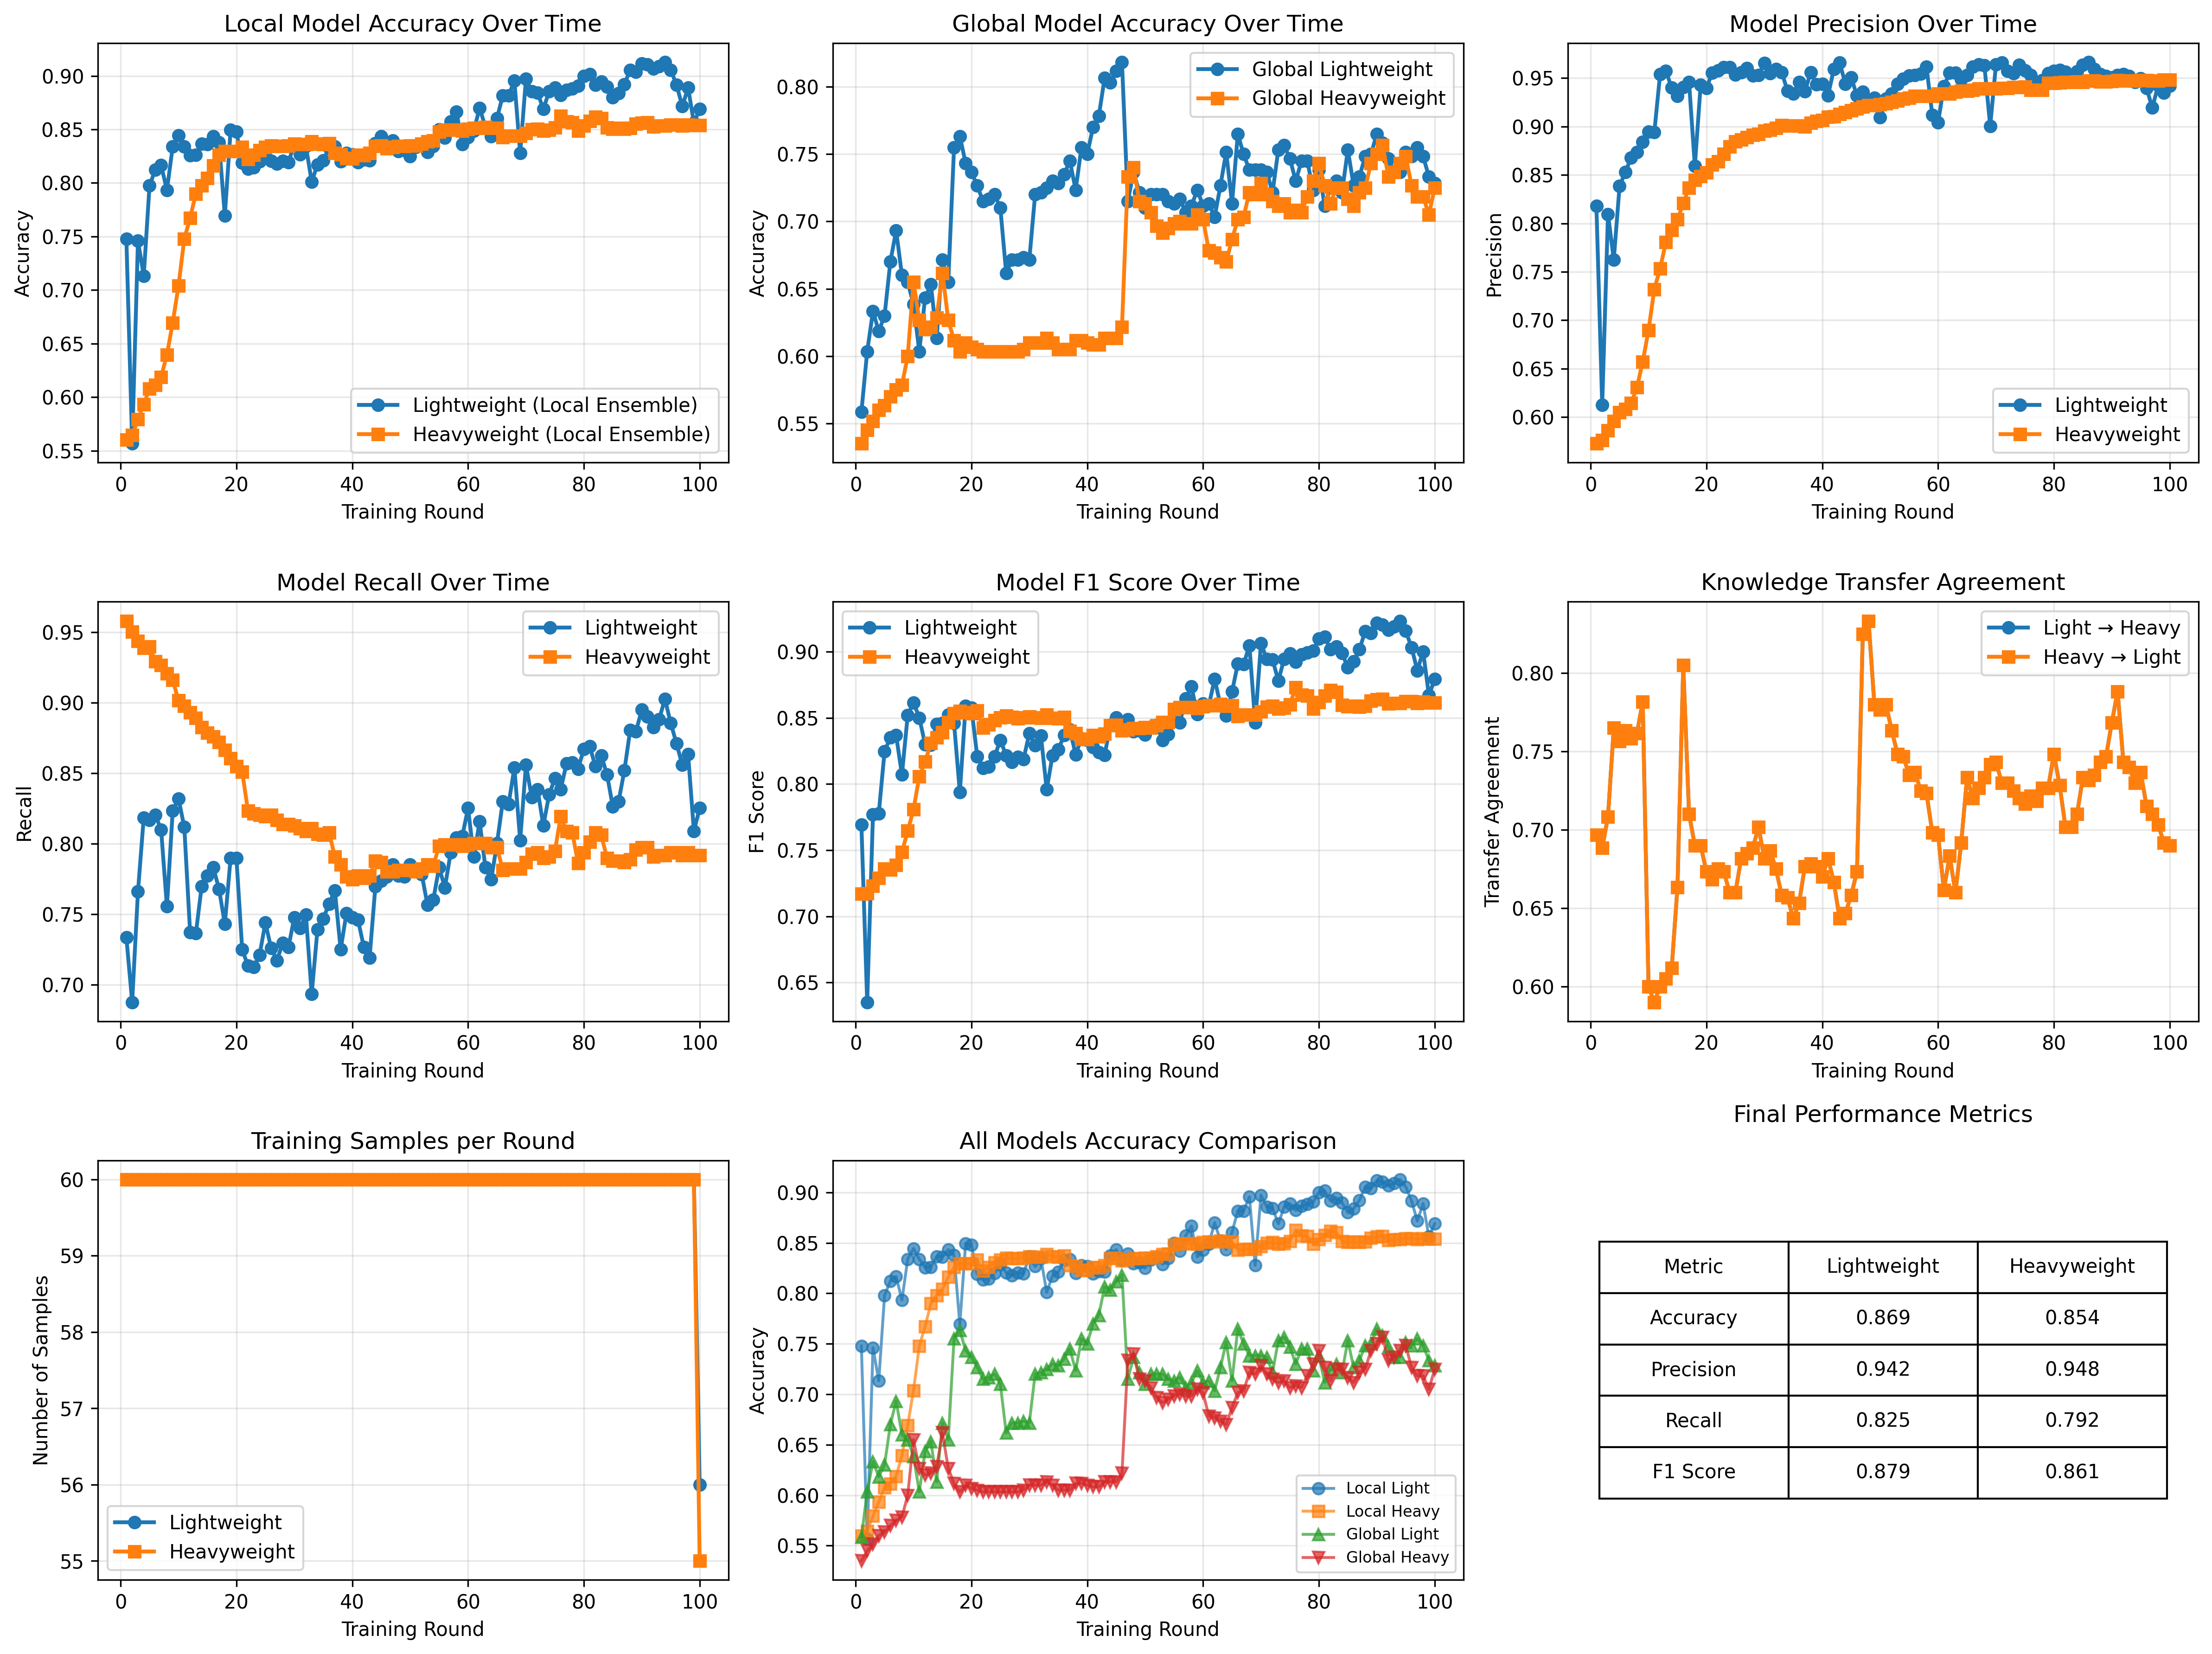 Local Model Accuracy Over Time
Accuracy
0.90
0.85
0.80
0.75
0.70
0.65
0.60
0.55
Lightweight (Local Ensemble)
Heavyweight (Local Ensemble)
0 20 40 60 80 100
Training Round
Global Model Accuracy Over Time
Accuracy
0.80
0.75
0.70
0.65
0.60
0.55
Global Lightweight
Global Heavyweight
0 20 40 60 80 100
Training Round
Model Precision Over Time
Precision
0.95
0.90
0.85
0.80
0.75
0.70
0.65
0.60
Lightweight
Heavyweight
0 20 40 60 80 100
Training Round
Model Recall Over Time
Recall
0.95
0.90
0.85
0.80
0.75
0.70
Lightweight
Heavyweight
0 20 40 60 80 100
Training Round
Model F1 Score Over Time
F1 Score
0.90
0.85
0.80
0.75
0.70
0.65
Lightweight
Heavyweight
0 20 40 60 80 100
Training Round
Knowledge Transfer Agreement
Transfer Agreement
0.80
0.75
0.70
0.65
0.60
Light → Heavy
Heavy → Light
0 20 40 60 80 100
Training Round
Training Samples per Round
Number of Samples
60
59
58
57
56
55
Lightweight
Heavyweight
0 20 40 60 80 100
Training Round
All Models Accuracy Comparison
Accuracy
0.90
0.85
0.80
0.75
0.70
0.65
0.60
0.55
Local Light
Local Heavy
Global Light
Global Heavy
0 20 40 60 80 100
Training Round
Final Performance Metrics
Metric Lightweight Heavyweight
Accuracy 0.869 0.854
Precision 0.942 0.948
Recall 0.825 0.792
F1 Score 0.879 0.861